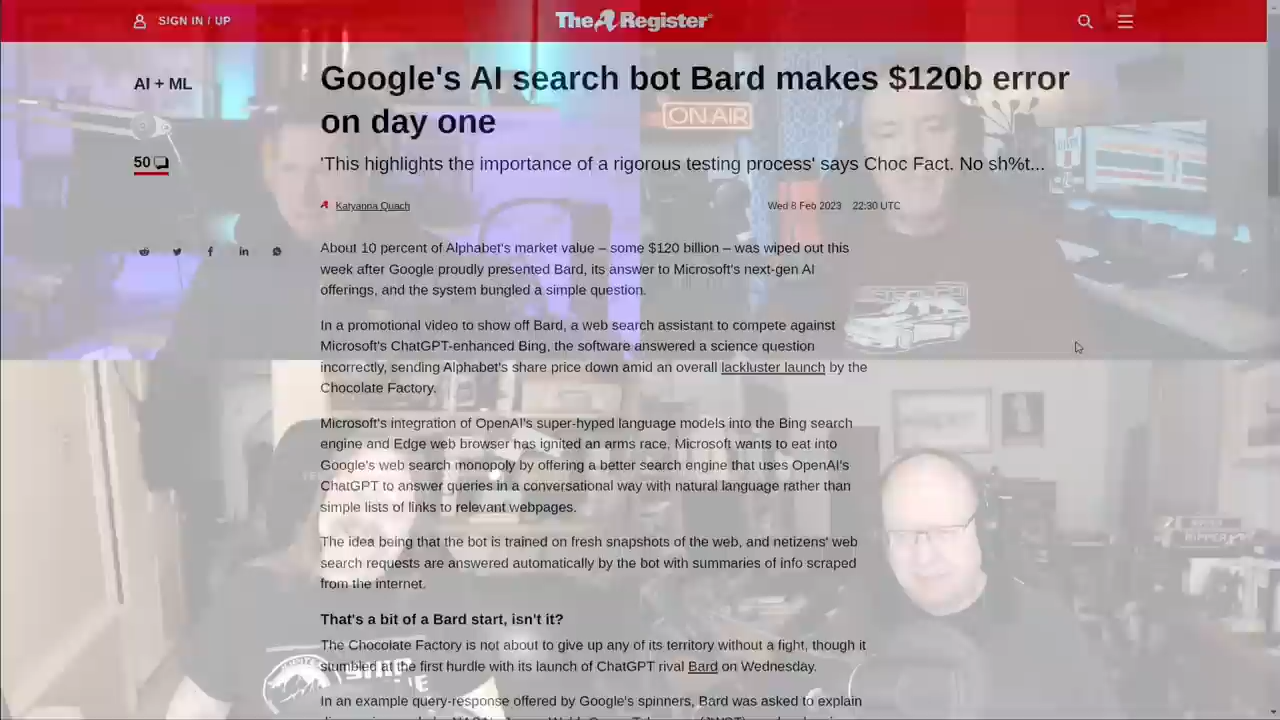 SIGN IN / UP
The Register
AI + ML
50
Google's AI search bot Bard makes $120b error
on day one
ON AIR
'This highlights the importance of a rigorous testing process' says Choc Fact. No sh%t...
Katyanna Quach
Wed 8 Feb 2023 22:30 UTC
About 10 percent of Alphabet's market value – some $120 billion – was wiped out this
week after Google proudly presented Bard, its answer to Microsoft's next-gen AI
offerings, and the system bungled a simple question.
In a promotional video to show off Bard, a web search assistant to compete against
Microsoft's ChatGPT-enhanced Bing, the software answered a science question
incorrectly, sending Alphabet's share price down amid an overall lackluster launch by the
Chocolate Factory.
Microsoft's integration of OpenAI's super-hyped language models into the Bing search
engine and Edge web browser has ignited an arms race. Microsoft wants to eat into
Google's web search monopoly by offering a better search engine that uses OpenAI's
ChatGPT to answer queries in a conversational way with natural language rather than
simple lists of links to relevant webpages.
The idea being that the bot is trained on fresh snapshots of the web, and netizens' web
search requests are answered automatically by the bot with summaries of info scraped
from the internet.
That's a bit of a Bard start, isn't it?
The Chocolate Factory is not about to give up any of its territory without a fight, though it
stumbled at the first hurdle with its launch of ChatGPT rival Bard on Wednesday.
In an example query-response offered by Google's spinners, Bard was asked to explain